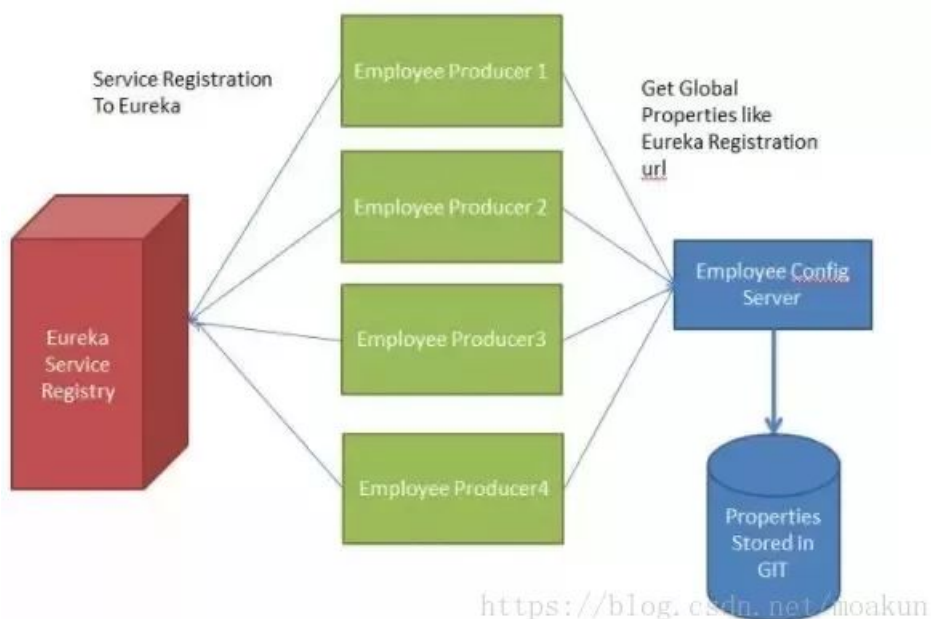 Service Registration
To Eureka
Employee Producer 1
Employee Producer 2
Employee Producer3
Employee Producer4
Get Global
Properties like
Eureka Registration
url
Eureka
Service
Registry
Employee Config
Server
Properties
Stored in
GIT
https://blog.csdn.net/moakun